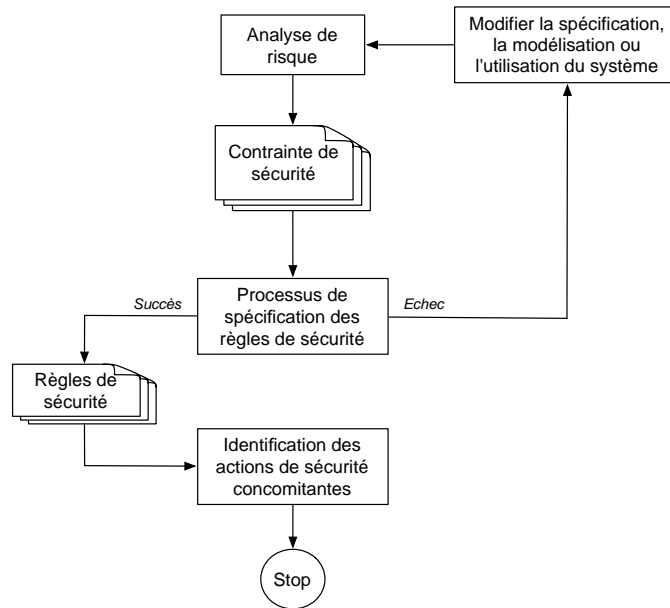 Analyse de
risque
Modifier la spécification,
la modélisation ou
l'utilisation du système
Contrainte de
sécurité
Succès
Processus de
spécification des
règles de sécurité
Echec
Règles de
sécurité
Identification des
actions de sécurité
concomitantes
Stop